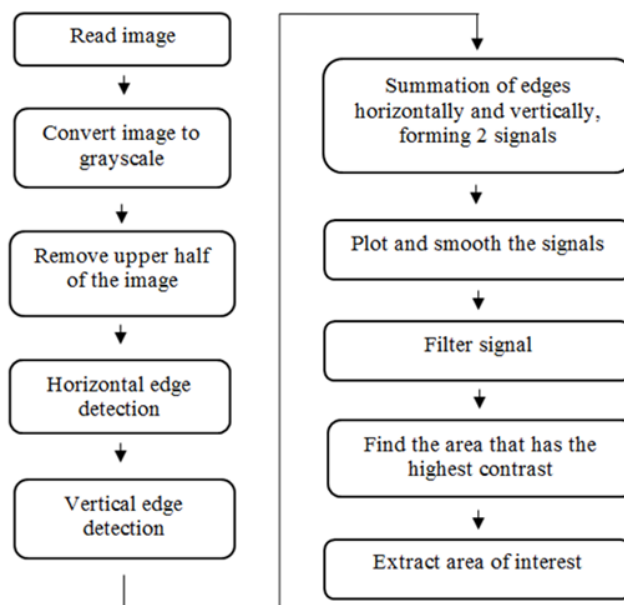 Read image
Convert image to
grayscale
Remove upper half
of the image
Horizontal edge
detection
Vertical edge
detection
Summation of edges
horizontally and vertically,
forming 2 signals
Plot and smooth the signals
Filter signal
Find the area that has the
highest contrast
Extract area of interest